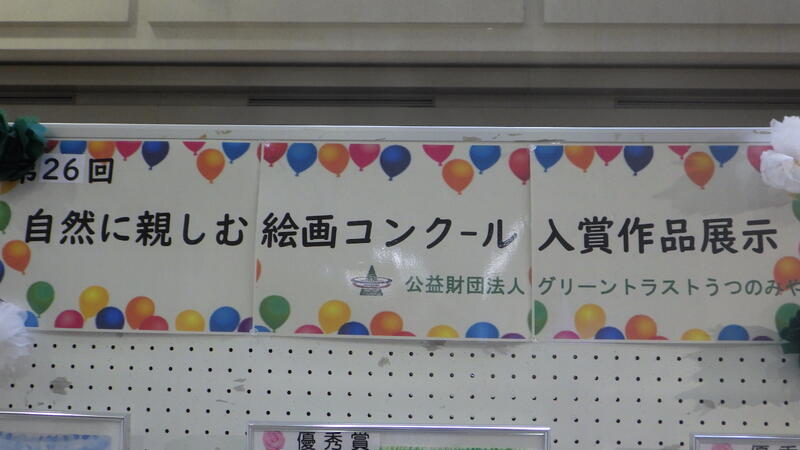 第26回
自然に親しむ 絵画コンクール 入賞作品展示
公益財団法人 グリーントラストうつのみや
優秀賞
優秀